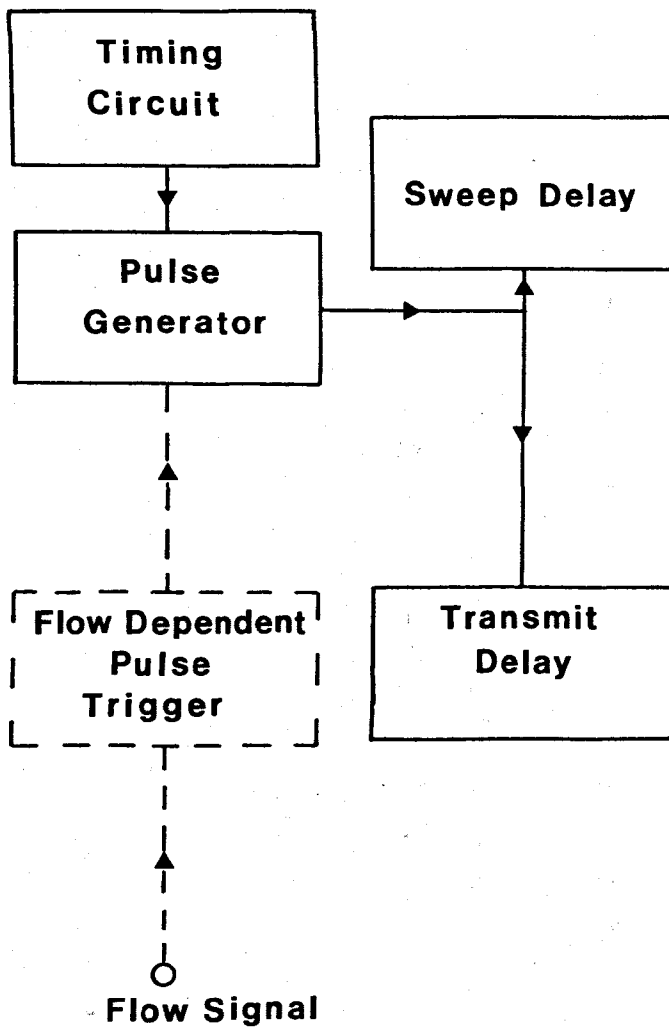 Timing
Circuit
Sweep Delay
Pulse
Generator
Flow Dependent
Pulse
Trigger
Transmit
Delay
Flow Signal